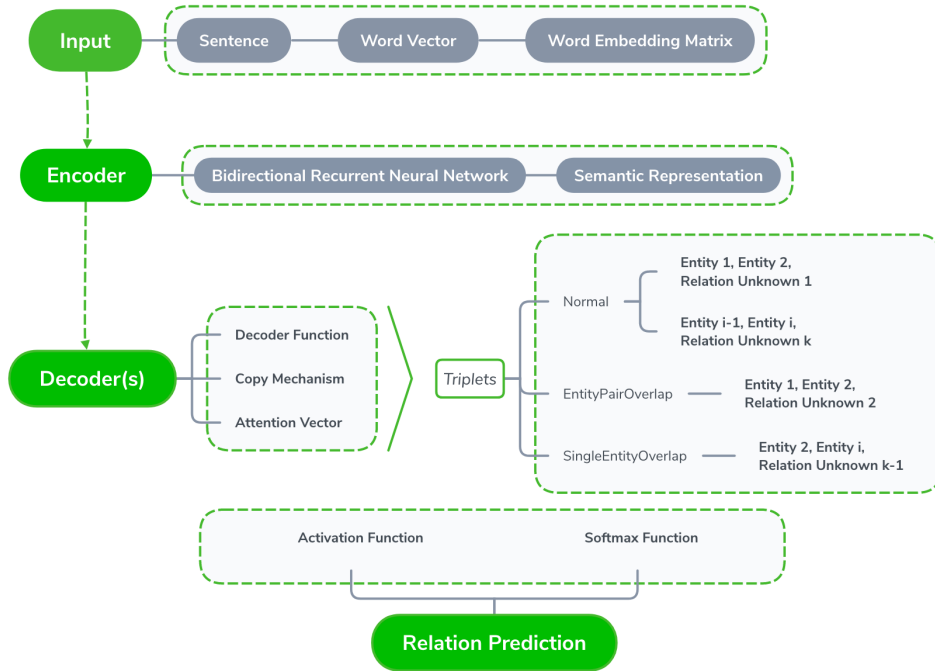 Input
Sentence
Word Vector
Word Embedding Matrix
Encoder
Bidirectional Recurrent Neural Network
Semantic Representation
Decoder(s)
Decoder Function
Copy Mechanism
Attention Vector
Triplets
Normal
Entity 1, Entity 2,
Relation Unknown 1
Entity i-1, Entity i,
Relation Unknown k
EntityPairOverlap
Entity 1, Entity 2,
Relation Unknown 2
SingleEntityOverlap
Entity 2, Entity i,
Relation Unknown k-1
Activation Function
Softmax Function
Relation Prediction